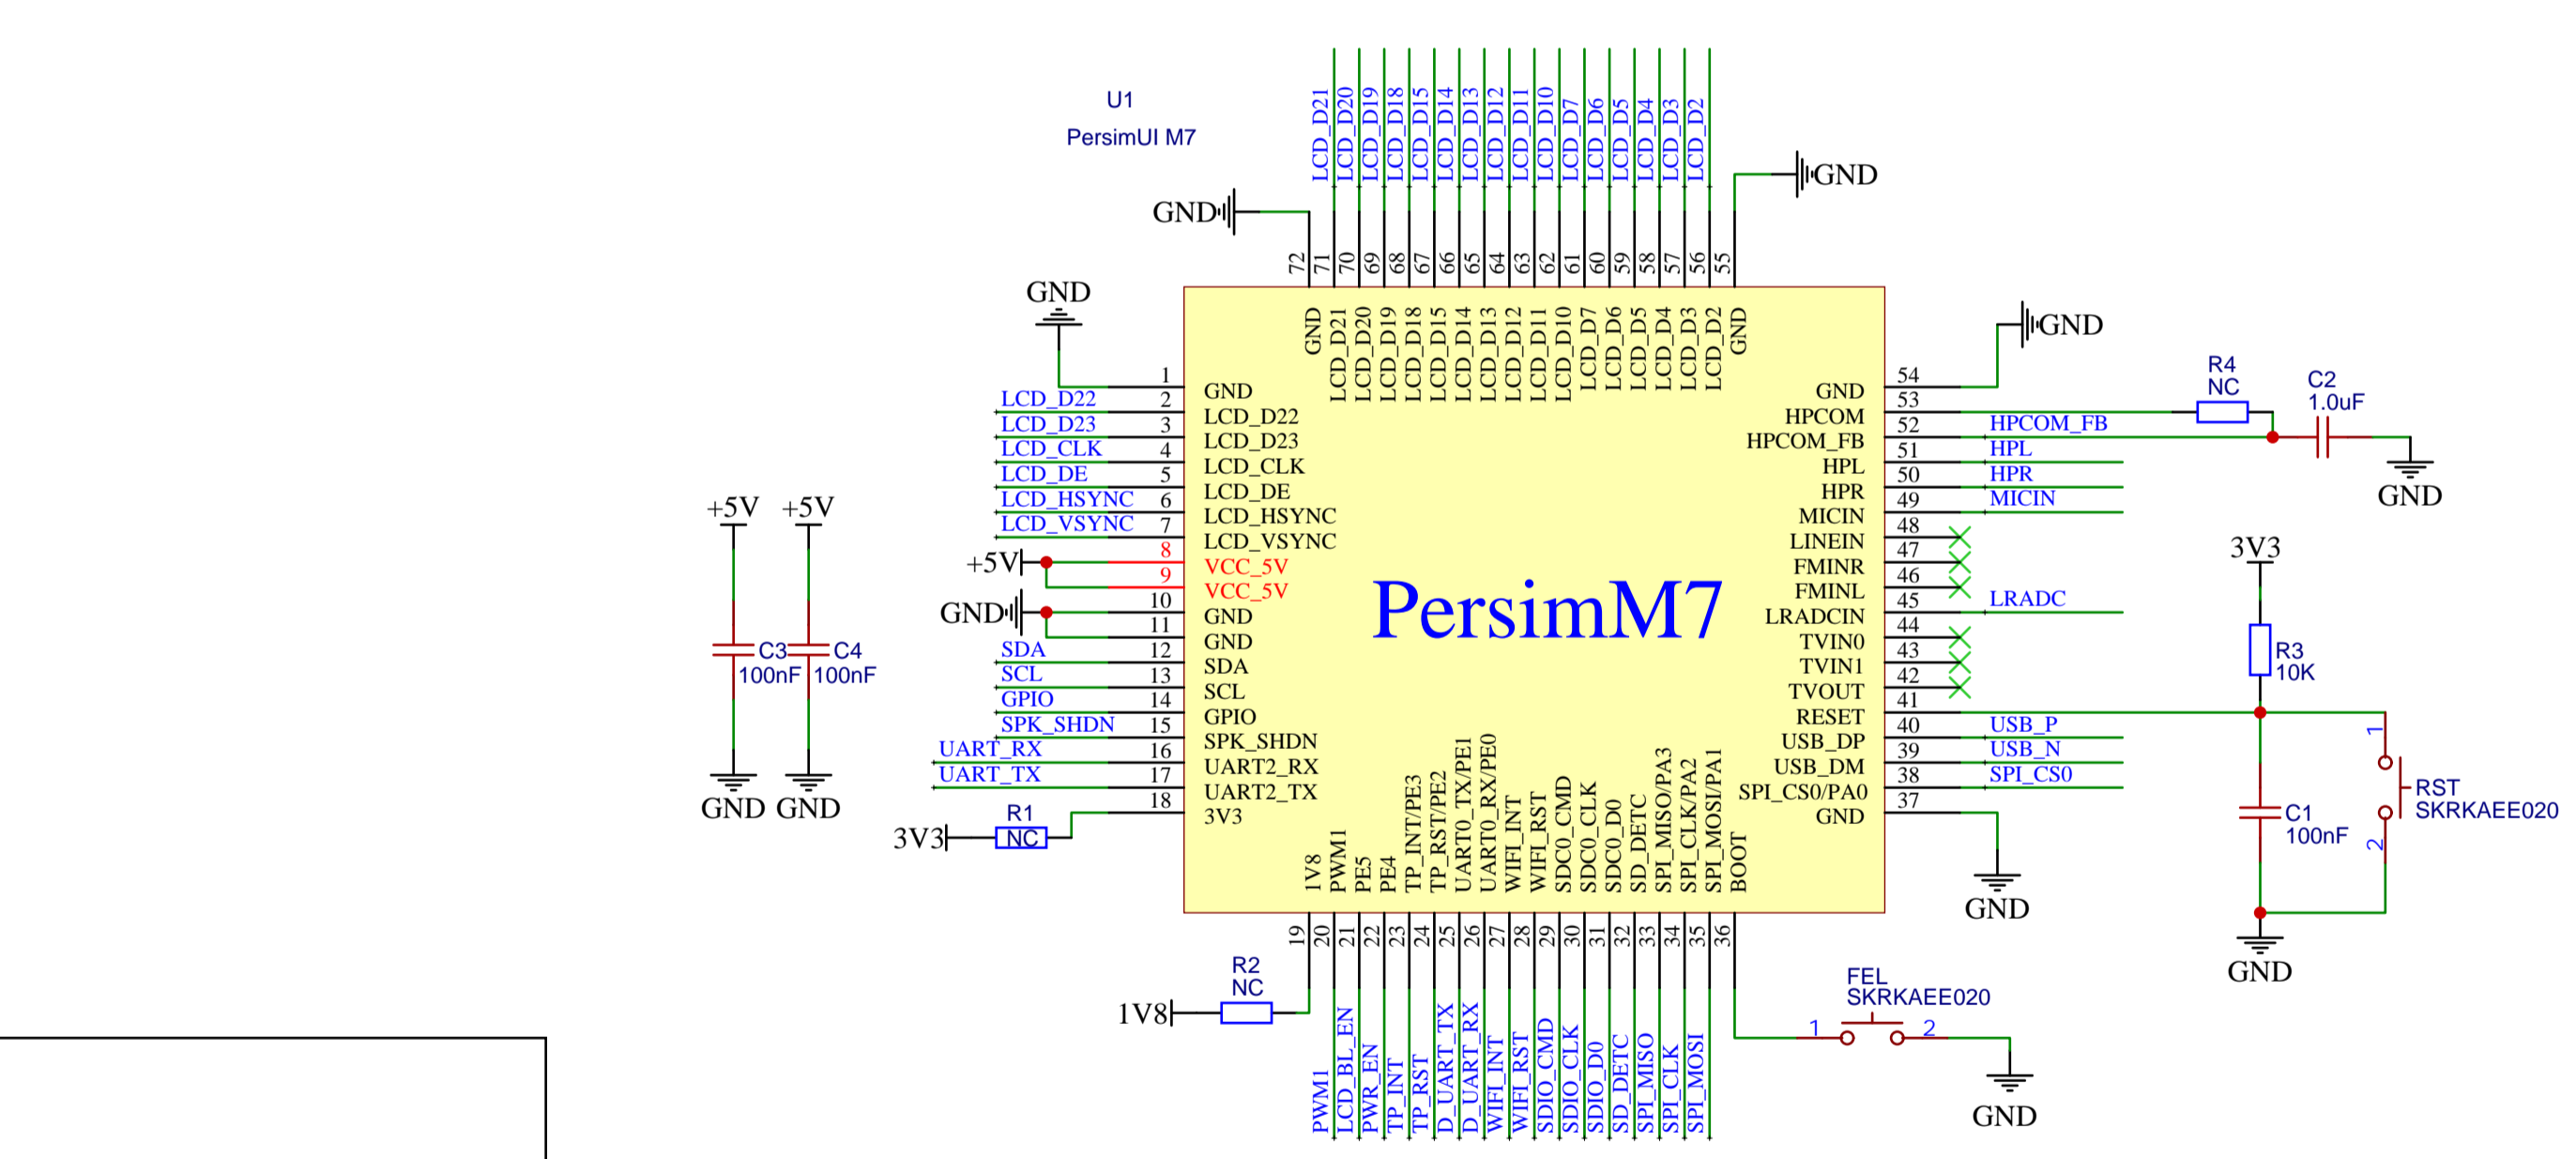 U1
PersimUI M7
LCD_D21
LCD_D20
LCD_D19
LCD_D18
LCD_D15
LCD_D14
LCD_D13
LCD_D12
LCD_D11
LCD_D10
LCD_D7
LCD_D6
LCD_D5
LCD_D4
LCD_D3
LCD_D2
GND
GND
72
71
70
69
68
67
66
65
64
63
62
61
60
59
58
57
56
55
GND
LCD_D21
LCD_D20
LCD_D19
LCD_D18
LCD_D15
LCD_D14
LCD_D13
LCD_D12
LCD_D11
LCD_D10
LCD_D7
LCD_D6
LCD_D5
LCD_D4
LCD_D3
LCD_D2
GND
GND
1 GND
LCD_D22 2 LCD_D22
LCD_D23 3 LCD_D23
LCD_CLK 4 LCD_CLK
LCD_DE 5 LCD_DE
LCD_HSYNC 6 LCD_HSYNC
LCD_VSYNC 7 LCD_VSYNC
+5V 8 VCC_5V
9 VCC_5V
GND 10 GND
11 GND
SDA 12 SDA
SCL 13 SCL
GPIO 14 GPIO
SPK_SHDN 15 SPK_SHDN
UART_RX 16 UART2_RX
UART_TX 17 UART2_TX
18 3V3
3V3
R1
NC
PersimM7
GND
GND 54
HPCOM 53
HPCOM_FB 52 HPCOM_FB
HPL 51 HPL
HPR 50 HPR
MICIN 49 MICIN
LINEIN 48
FMINR 47
FMINL 46
LRADCIN 45 LRADC
TVIN0 44
TVIN1 43
TVOUT 42
RESET 41
USB_DP 40 USB_P
USB_DM 39 USB_N
SPI_CS0/PA0 38 SPI_CS0
GND 37
GND
R4
NC
C2
1.0uF
GND
3V3
R3
10K
1
RST
SKRKAEE020
2
C1
100nF
GND
+5V
+5V
C3
100nF
C4
100nF
GND
GND
1V8
PWM1
PE5
PE4
TP_INT/PE3
TP_RST/PE2
UART0_TX/PE1
UART0_RX/PE0
WIFI_INT
WIFI_RST
SDC0_CMD
SDC0_CLK
SDC0_D0
SD_DETC
SPI_MISO/PA3
SPI_CLK/PA2
SPI_MOSI/PA1
BOOT
19
20
21
22
23
24
25
26
27
28
29
30
31
32
33
34
35
36
1V8
R2
NC
PWM1
LCD_BL_EN
PWR_EN
TP_INT
TP_RST
D_UART_TX
D_UART_RX
WIFI_INT
WIFI_RST
SDIO_CMD
SDIO_CLK
SDIO_D0
SD_DETC
SPI_MISO
SPI_CLK
SPI_MOSI
FEL
SKRKAEE020
1
2
GND